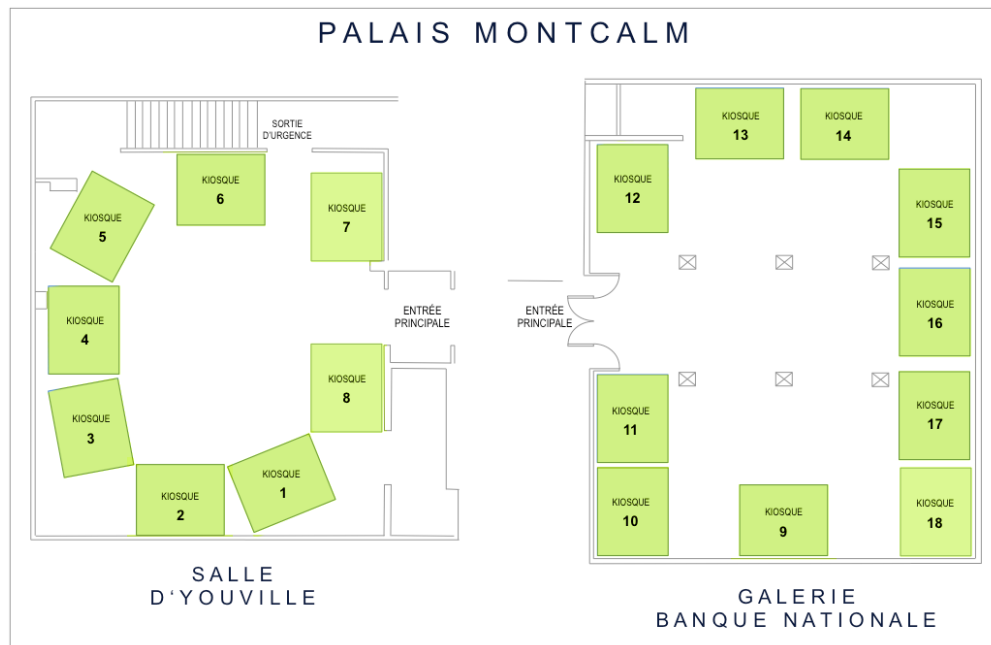 PALAIS MONTCALM
SORTIE
D'URGENCE
KIOSQUE
6
KIOSQUE
7
KIOSQUE
5
KIOSQUE
4
KIOSQUE
3
KIOSQUE
2
KIOSQUE
1
KIOSQUE
8
ENTRÉE
PRINCIPALE
SALLE
D'YOUVILLE
KIOSQUE
13
KIOSQUE
14
KIOSQUE
12
KIOSQUE
15
KIOSQUE
16
ENTRÉE
PRINCIPALE
KIOSQUE
11
KIOSQUE
17
KIOSQUE
10
KIOSQUE
9
KIOSQUE
18
GALERIE
BANQUE NATIONALE